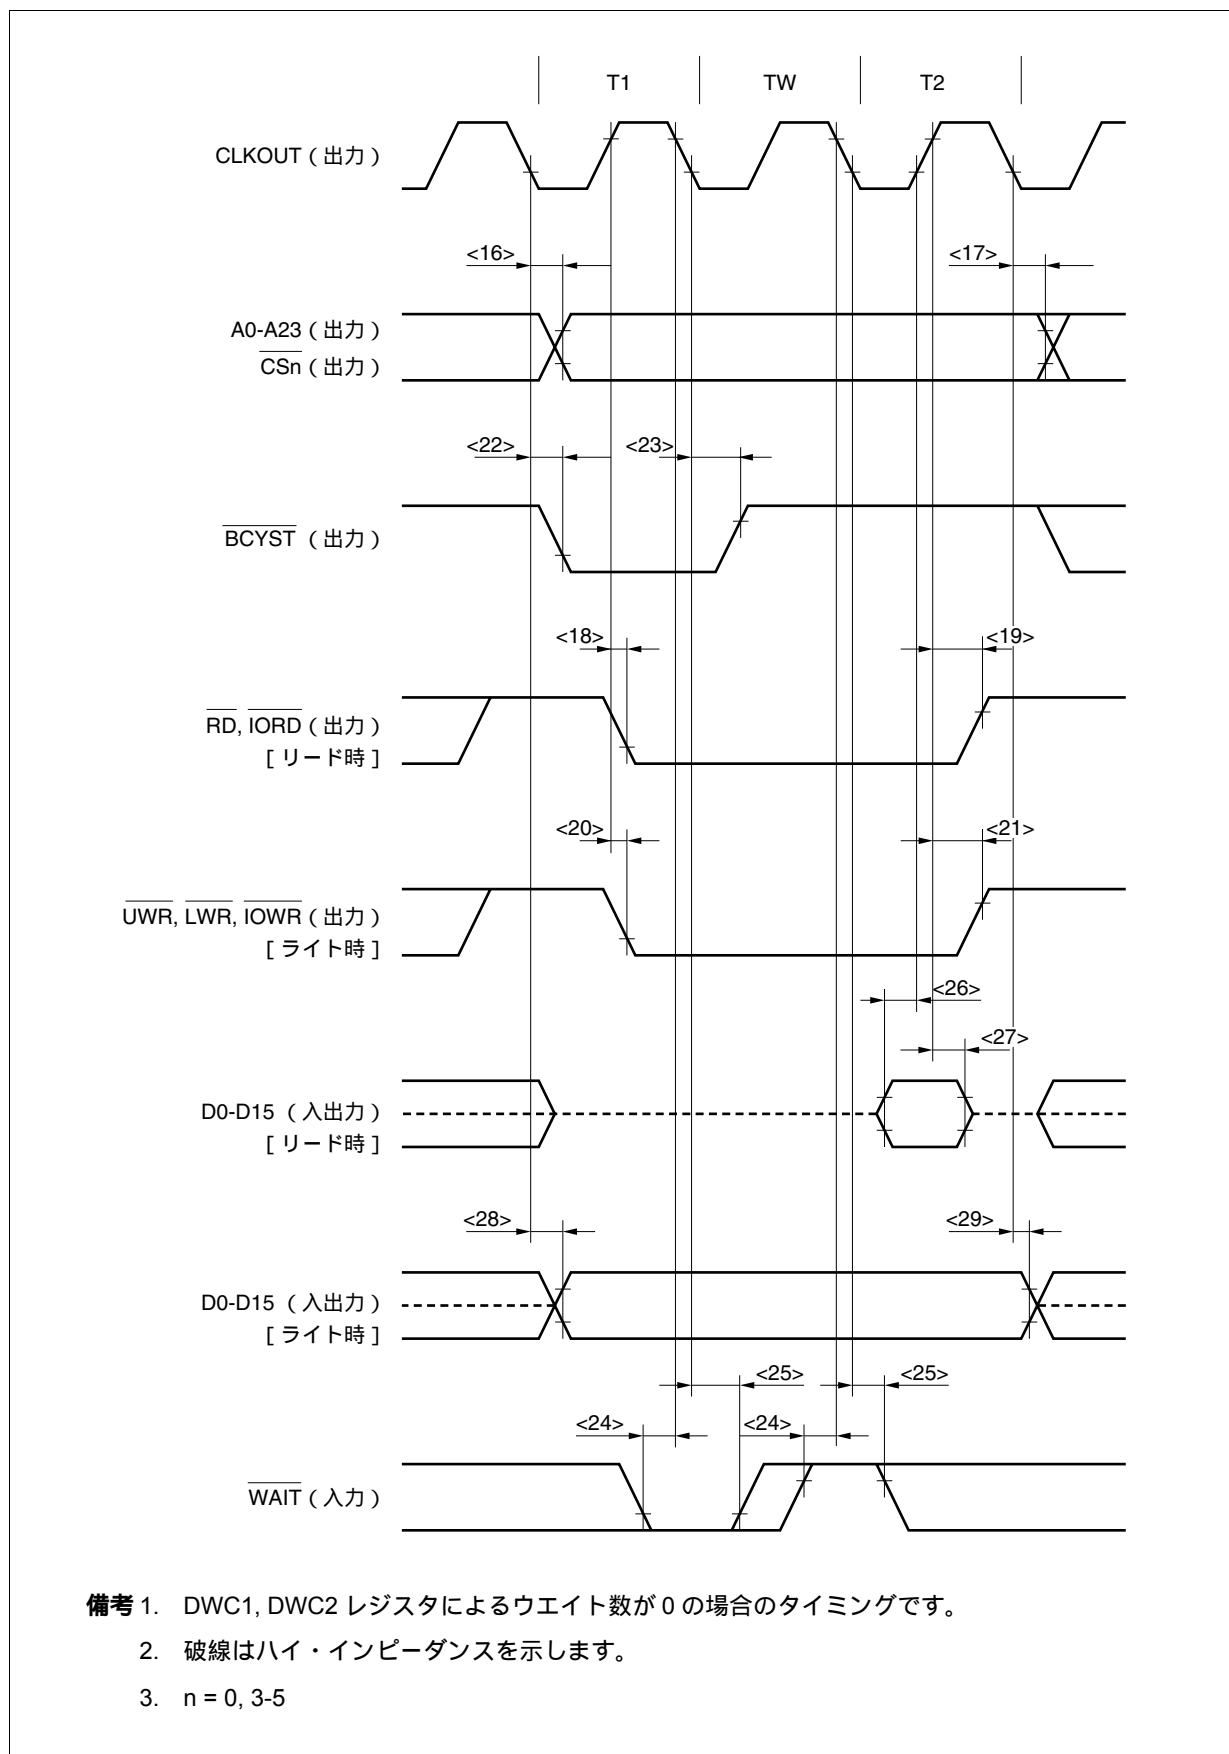 T1 TW T2
CLKOUT（出力）
<16> <17>
A0-A23（出力）
CSn（出力）
<22> <23>
BCYST （出力）
<18> <19>
RD, IORD（出力）
[ リード時 ]
<20> <21>
UWR, LWR, IOWR（出力）
[ ライト時 ]
<26>
<27>
D0-D15 （入出力）
[ リード時 ]
<28> <29>
D0-D15 （入出力）
[ ライト時 ]
<25> <25>
<24> <24>
WAIT（入力）
備考 1. DWC1, DWC2 レジスタによるウエイト数が 0 の場合のタイミングです。
2. 破線はハイ・インピーダンスを示します。
3. n = 0, 3-5